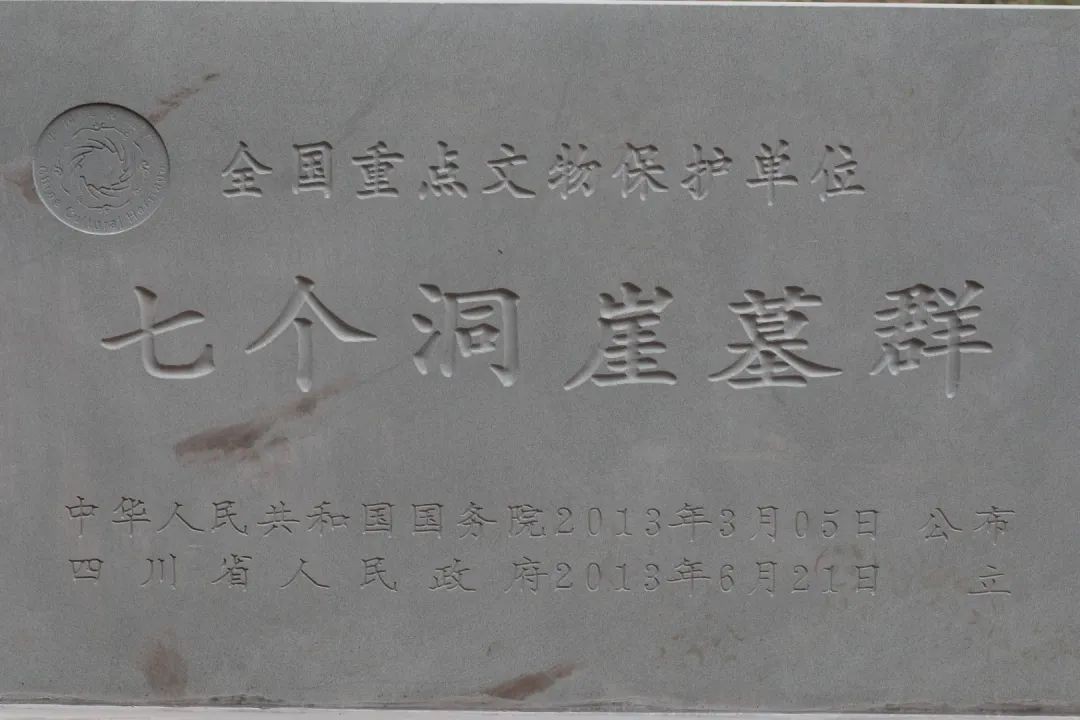 全国重点文物保护单位
七个洞崖墓群
中华人民共和国国务院2013年3月05日 公布
四川省人民政府2013年6月21日 立